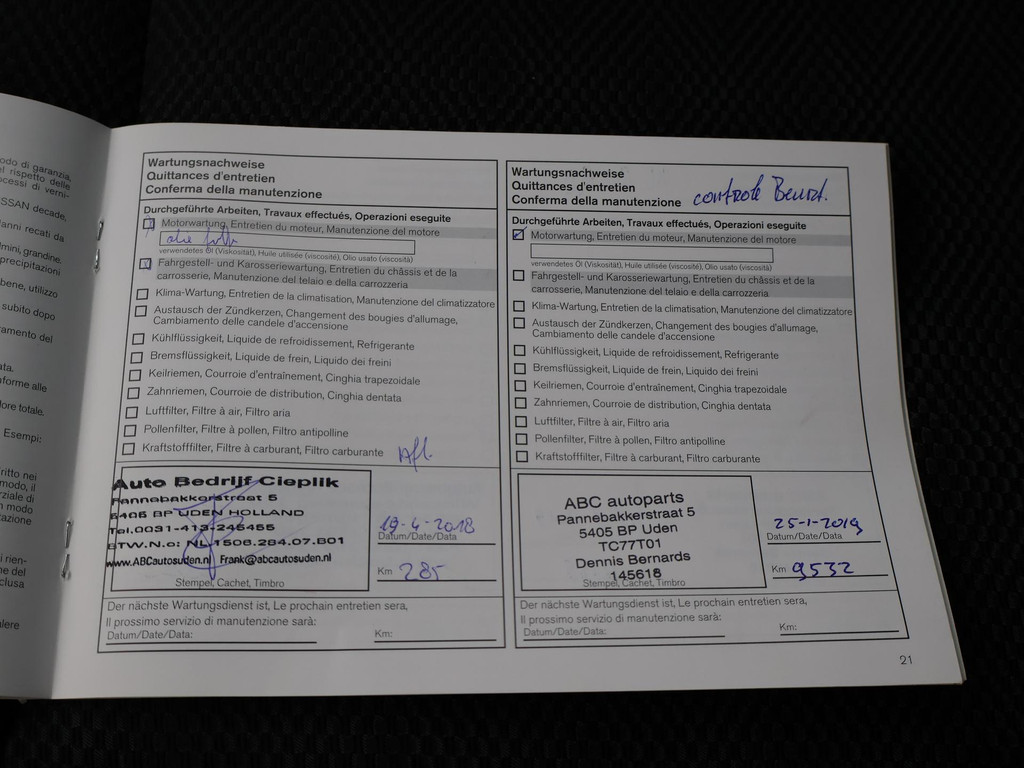 odo di garanzia,
l rispetto delle
cessi di verni-
SSAN decade,
anni recati da
mini, grandine,
precipitazioni
bene, utilizzo
subito dopo
amento del
ata.
forme alle
lore totale.
Esempi:
ritto nei
modo, il
rziale di
n modo
tazione
i rien-
ne del
clusa
alere
Wartungsnachweise
Quittances d'entretien
Conferma della manutenzione
Durchgeführte Arbeiten, Travaux effectués, Operazioni eseguite
Motorwartung, Entretien du moteur, Manutenzione del motore
verwendetes Öl (Viskosität), Huile utilisée (viscosité), Olio usato (viscosità)
Fahrgestell- und Karosseriewartung, Entretien du châssis et de la
carrosserie, Manutenzione del telaio e della carrozzeria
Klima-Wartung, Entretien de la climatisation, Manutenzione del climatizzatore
Austausch der Zündkerzen, Changement des bougies d'allumage,
Cambiamento delle candele d'accensione
Kühlflüssigkeit, Liquide de refroidissement, Refrigerante
Bremsflüssigkeit, Liquide de frein, Liquido dei freini
Keilriemen, Courroie d'entraînement, Cinghia trapezoidale
Zahnriemen, Courroie de distribution, Cinghia dentata
Luftfilter, Filtre à air, Filtro aria
Pollenfilter, Filtre à pollen, Filtro antipolline
Kraftstofffilter, Filtre à carburant, Filtro carburante
Afl.
Auto Bedrijf Cieplik
Pannebakkerstraat 5
5405 BP UDEN HOLLAND
Tel.0031-413-245455
BTW.N.o: NL 1506.284.07.B01
www.ABCautosuden.nl Frank@abcautosuden.nl
Stempel, Cachet, Timbro
19-4-2018
Datum/Date/Data
Km 285
Der nächste Wartungsdienst ist, Le prochain entretien sera,
Il prossimo servizio di manutenzione sarà:
Datum/Date/Data: Km:
Wartungsnachweise
Quittances d'entretien
Conferma della manutenzione controle Beurt.
Durchgeführte Arbeiten, Travaux effectués, Operazioni eseguite
Motorwartung, Entretien du moteur, Manutenzione del motore
verwendetes Öl (Viskosität), Huile utilisée (viscosité), Olio usato (viscosità)
Fahrgestell- und Karosseriewartung, Entretien du châssis et de la
carrosserie, Manutenzione del telaio e della carrozzeria
Klima-Wartung, Entretien de la climatisation, Manutenzione del climatizzatore
Austausch der Zündkerzen, Changement des bougies d'allumage,
Cambiamento delle candele d'accensione
Kühlflüssigkeit, Liquide de refroidissement, Refrigerante
Bremsflüssigkeit, Liquide de frein, Liquido dei freini
Keilriemen, Courroie d'entraînement, Cinghia trapezoidale
Zahnriemen, Courroie de distribution, Cinghia dentata
Luftfilter, Filtre à air, Filtro aria
Pollenfilter, Filtre à pollen, Filtro antipolline
Kraftstofffilter, Filtre à carburant, Filtro carburante
ABC autoparts
Pannebakkerstraat 5
5405 BP Uden
TC77T01
Dennis Bernards
145618
Stempel, Cachet, Timbro
25-1-2019
Datum/Date/Data
Km 9532
Der nächste Wartungsdienst ist, Le prochain entretien sera,
Il prossimo servizio di manutenzione sarà:
Datum/Date/Data: Km:
21